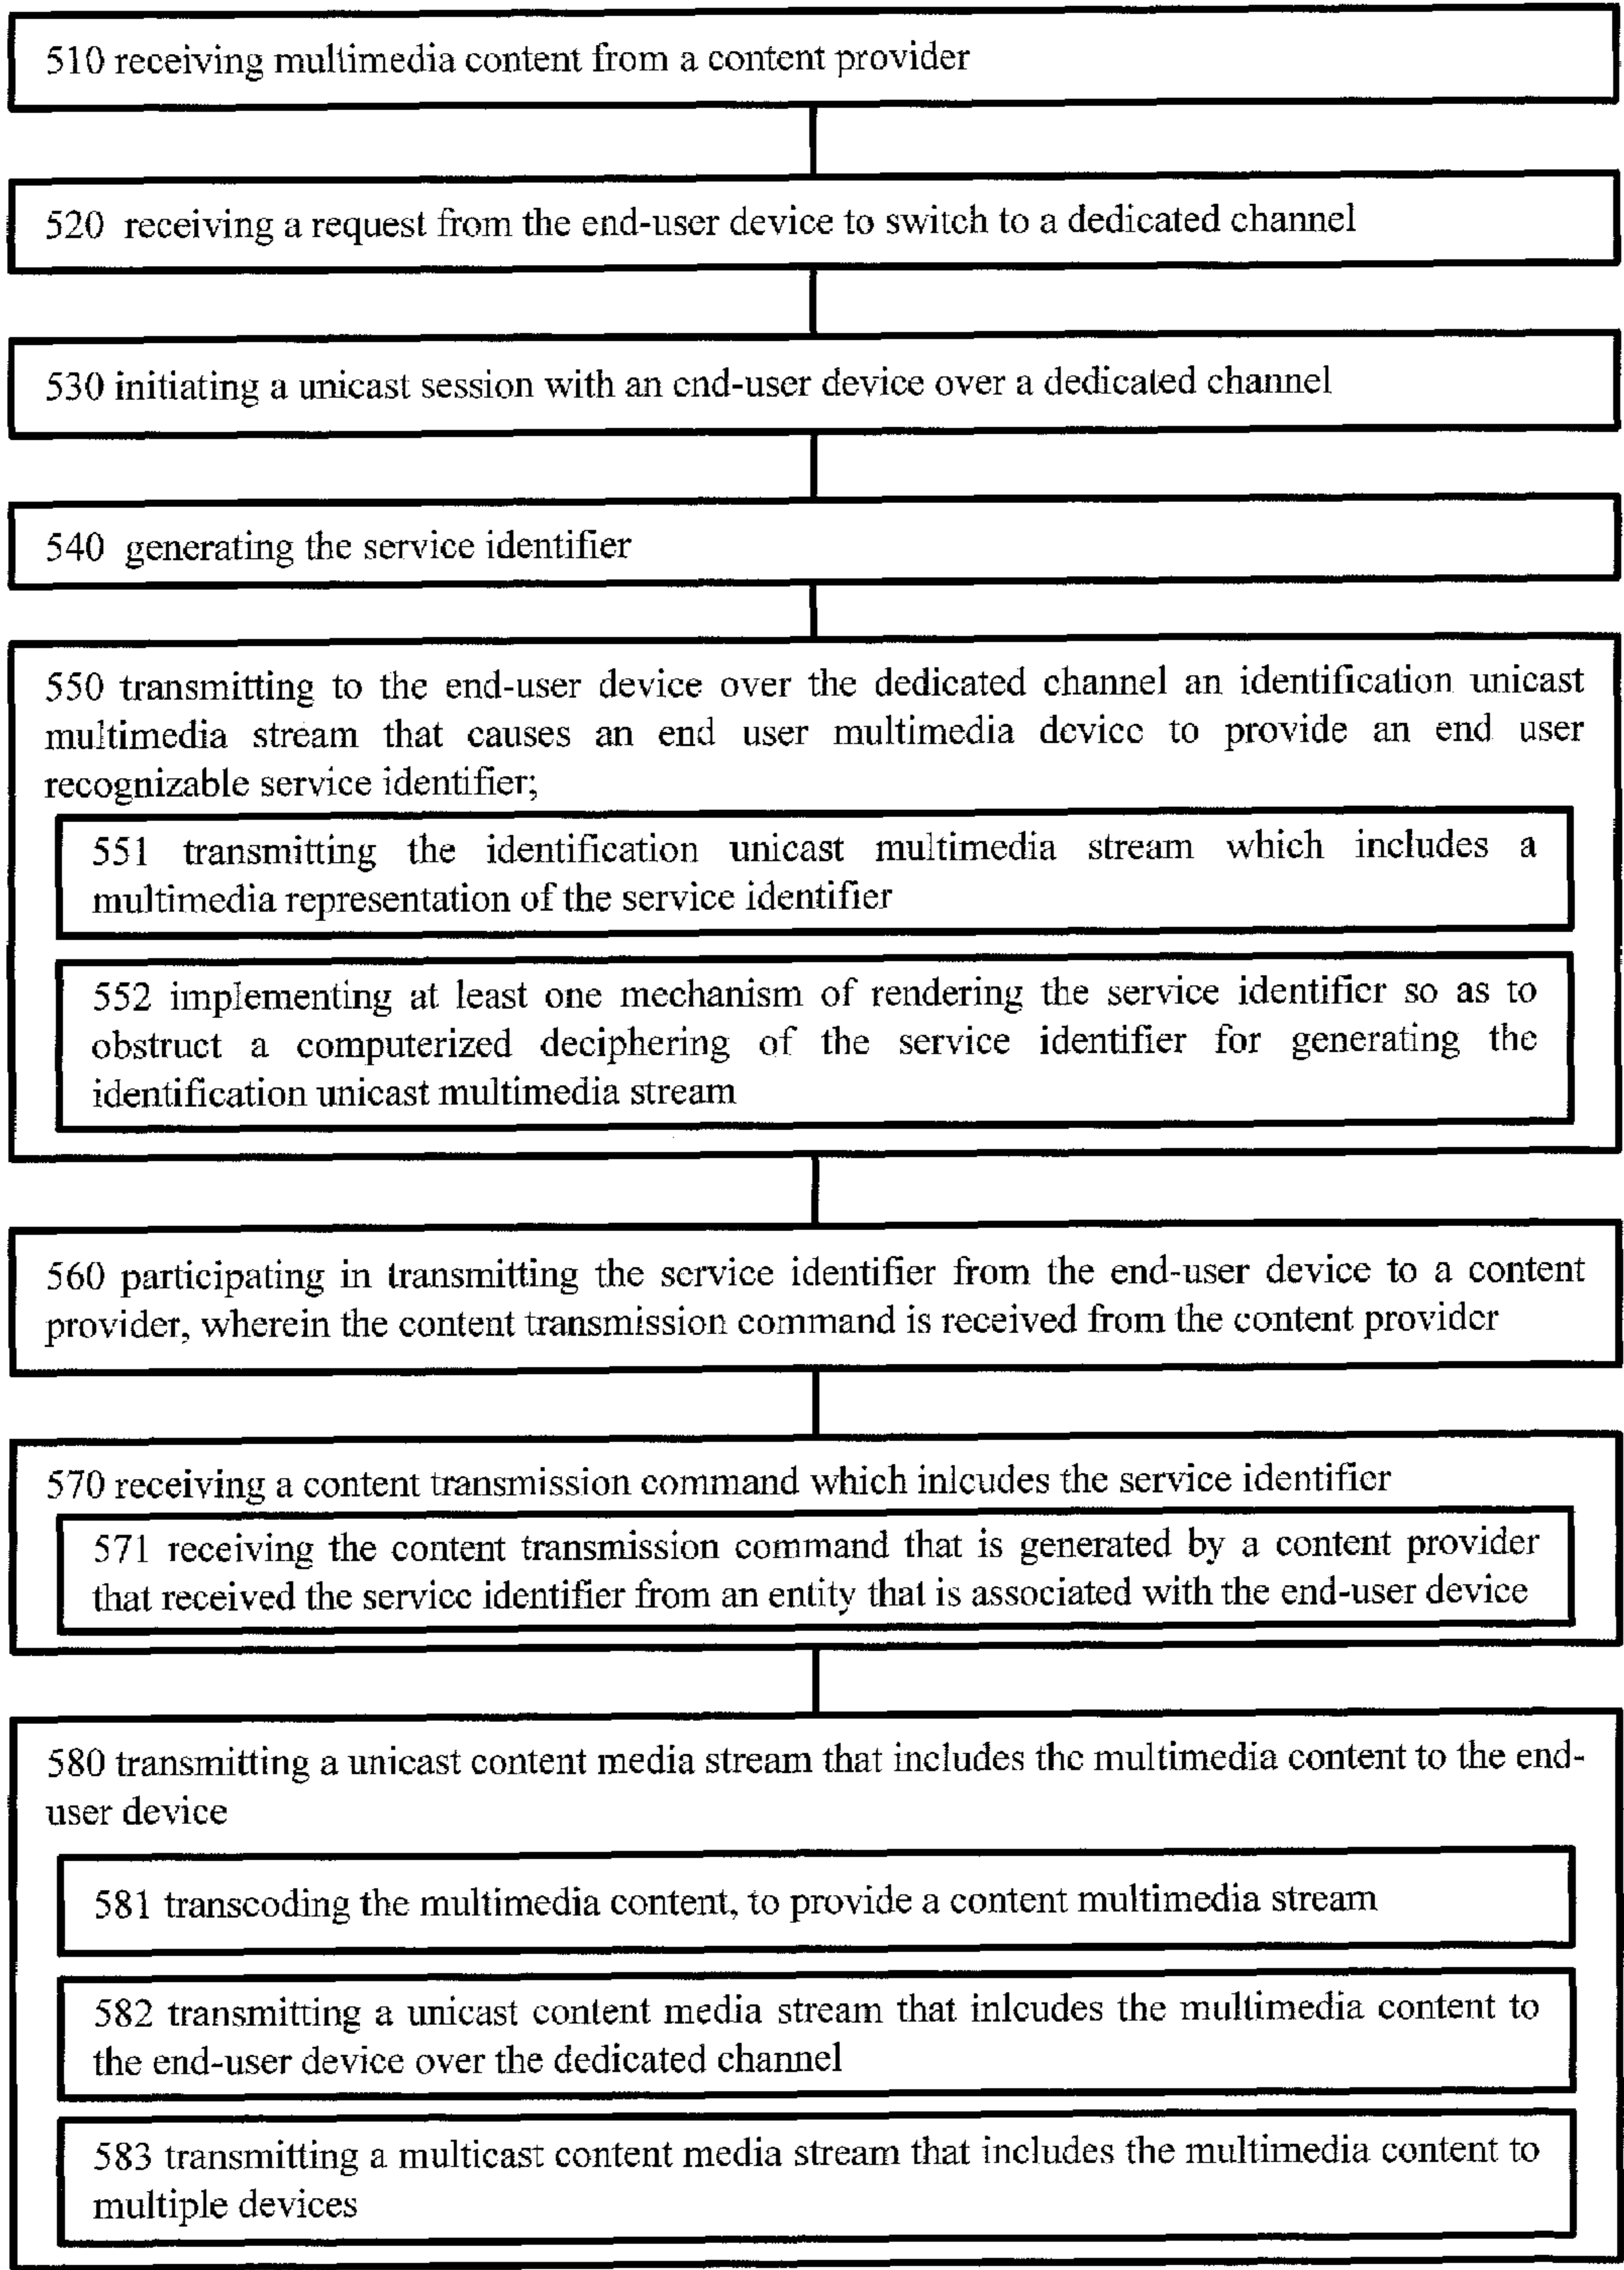 510 receiving multimedia content from a content provider
520 receiving a request from the end-user device to switch to a dedicated channel
530 initiating a unicast session with an end-user device over a dedicated channel
540 generating the service identifier
550 transmitting to the end-user device over the dedicated channel an identification unicast
multimedia stream that causes an end user multimedia device to provide an end user
recognizable service identifier;
551 transmitting the identification unicast multimedia stream which includes a
multimedia representation of the service identifier
552 implementing at least one mechanism of rendering the service identifier so as to
obstruct a computerized deciphering of the service identifier for generating the
identification unicast multimedia stream
560 participating in transmitting the service identifier from the end-user device to a content
provider, wherein the content transmission command is received from the content provider
570 receiving a content transmission command which inlcudes the service identifier
571 receiving the content transmission command that is generated by a content provider
that received the service identifier from an entity that is associated with the end-user device
580 transmitting a unicast content media stream that includes the multimedia content to the end-
user device
581 transcoding the multimedia content, to provide a content multimedia stream
582 transmitting a unicast content media stream that inlcudes the multimedia content to
the end-user device over the dedicated channel
583 transmitting a multicast content media stream that includes the multimedia content to
multiple devices